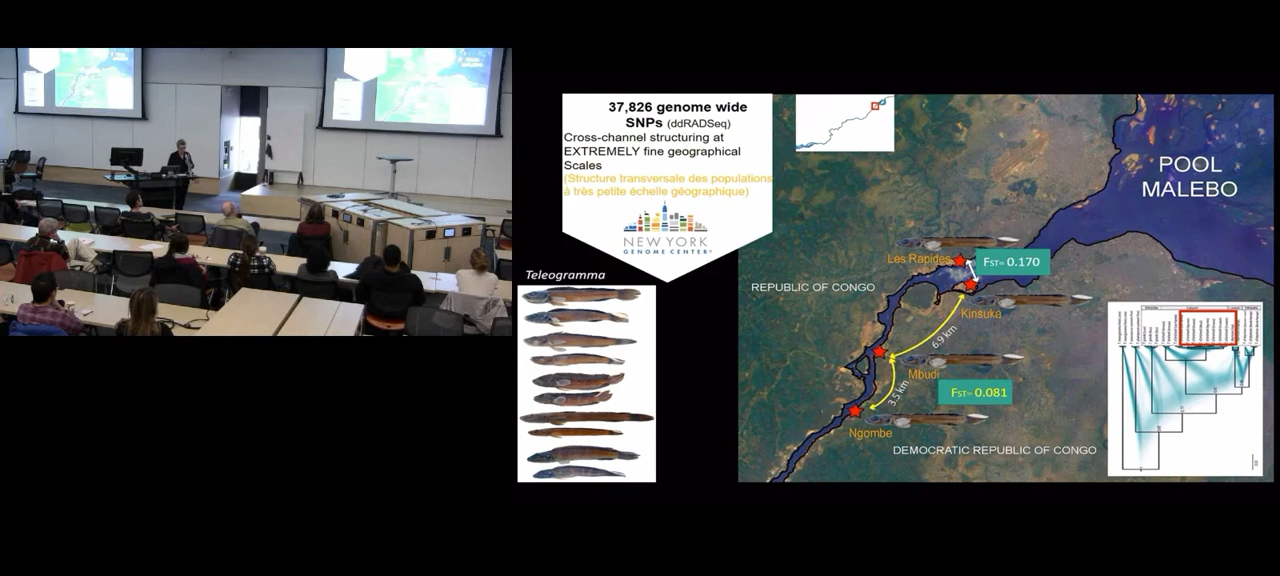 37,826 genome wide
SNPs (ddRADSeq)
Cross-channel structuring at
EXTREMELY fine geographical
Scales
(Structure transversale des populations
à très petite échelle géographique)
NEW YORK
GENOME CENTER
Teleogramma
POOL
MALEBO
Les Rapides
FST= 0.170
REPUBLIC OF CONGO
Kinsuka
6.9 km
Mbudi
3.5 km
FST= 0.081
Ngombe
DEMOCRATIC REPUBLIC OF CONGO